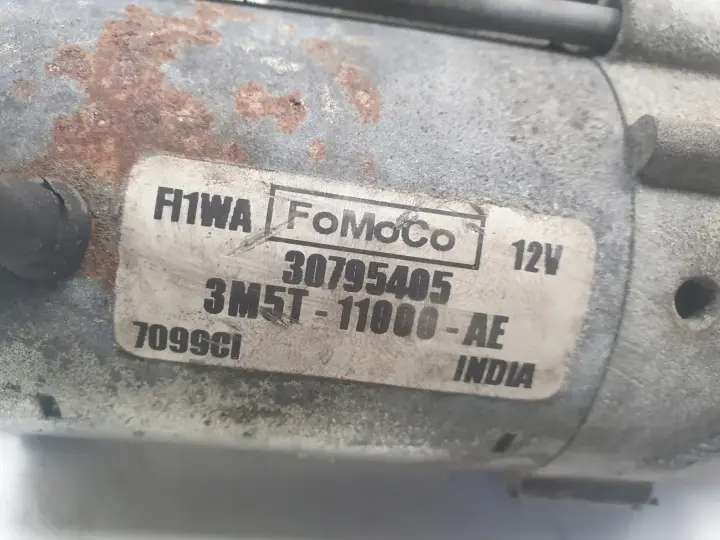 FI1WA FoMoCo 12V
30795405
3M5T-11000-AE
7099CI INDIA